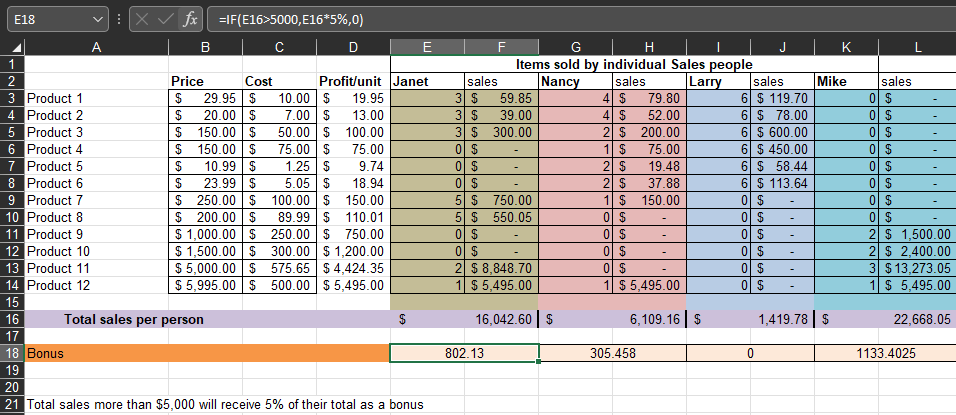 E18 fx =IF(E16>5000,E16*5%,0)
A B C D E F G H I J K L
1 Items sold by individual Sales people
2 Price Cost Profit/unit Janet sales Nancy sales Larry sales Mike sales
3 Product 1 $ 29.95 $ 10.00 $ 19.95 3 $ 59.85 4 $ 79.80 6 $ 119.70 0 $ -
4 Product 2 $ 20.00 $ 7.00 $ 13.00 3 $ 39.00 4 $ 52.00 6 $ 78.00 0 $ -
5 Product 3 $ 150.00 $ 50.00 $ 100.00 3 $ 300.00 2 $ 200.00 6 $ 600.00 0 $ -
6 Product 4 $ 150.00 $ 75.00 $ 75.00 0 $ - 1 $ 75.00 6 $ 450.00 0 $ -
7 Product 5 $ 10.99 $ 1.25 $ 9.74 0 $ - 2 $ 19.48 6 $ 58.44 0 $ -
8 Product 6 $ 23.99 $ 5.05 $ 18.94 0 $ - 2 $ 37.88 6 $ 113.64 0 $ -
9 Product 7 $ 250.00 $ 100.00 $ 150.00 5 $ 750.00 1 $ 150.00 0 $ - 0 $ -
10 Product 8 $ 200.00 $ 89.99 $ 110.01 5 $ 550.05 0 $ - 0 $ - 0 $ -
11 Product 9 $ 1,000.00 $ 250.00 $ 750.00 0 $ - 0 $ - 0 $ - 2 $ 1,500.00
12 Product 10 $ 1,500.00 $ 300.00 $ 1,200.00 0 $ - 0 $ - 0 $ - 2 $ 2,400.00
13 Product 11 $ 5,000.00 $ 575.65 $ 4,424.35 2 $ 8,848.70 0 $ - 0 $ - 3 $ 13,273.05
14 Product 12 $ 5,995.00 $ 500.00 $ 5,495.00 1 $ 5,495.00 1 $ 5,495.00 0 $ - 1 $ 5,495.00
15
16 Total sales per person $ 16,042.60 $ 6,109.16 $ 1,419.78 $ 22,668.05
17
18 Bonus 802.13 305.458 0 1133.4025
19
20
21 Total sales more than $5,000 will receive 5% of their total as a bonus